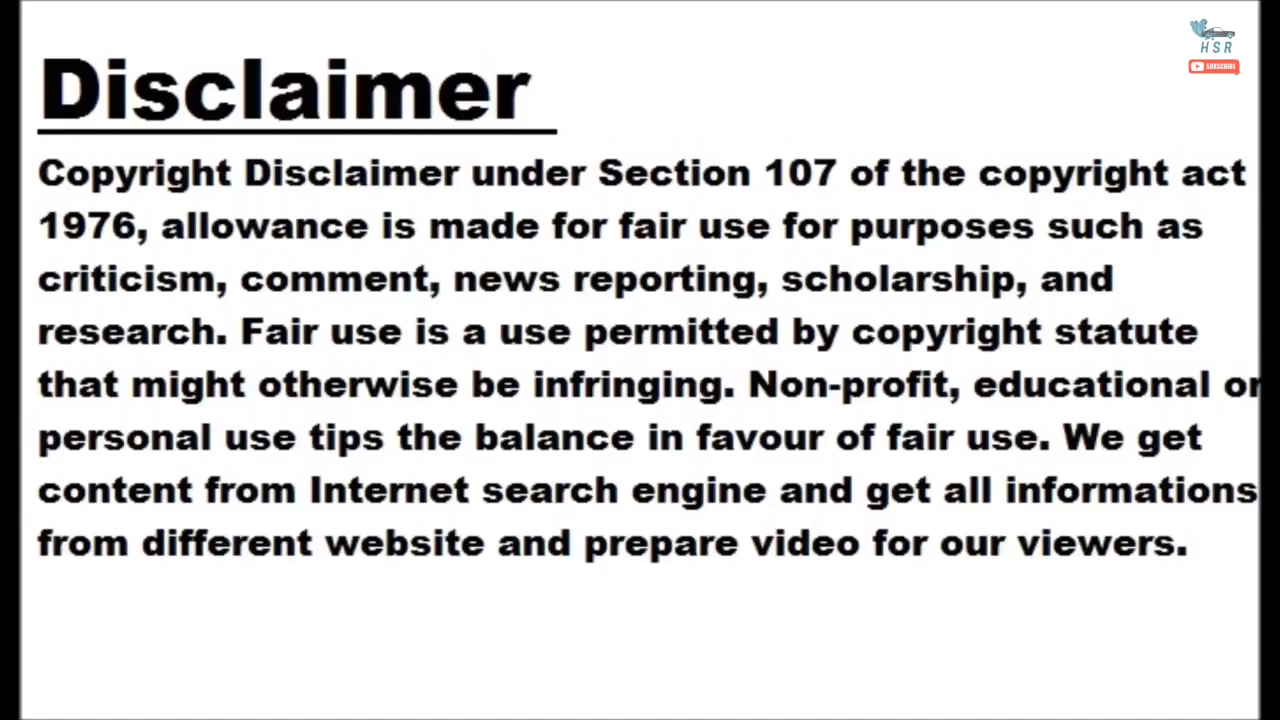 HSR
SUBSCRIBE
Disclaimer
Copyright Disclaimer under Section 107 of the copyright act
1976, allowance is made for fair use for purposes such as
criticism, comment, news reporting, scholarship, and
research. Fair use is a use permitted by copyright statute
that might otherwise be infringing. Non-profit, educational or
personal use tips the balance in favour of fair use. We get
content from Internet search engine and get all informations
from different website and prepare video for our viewers.